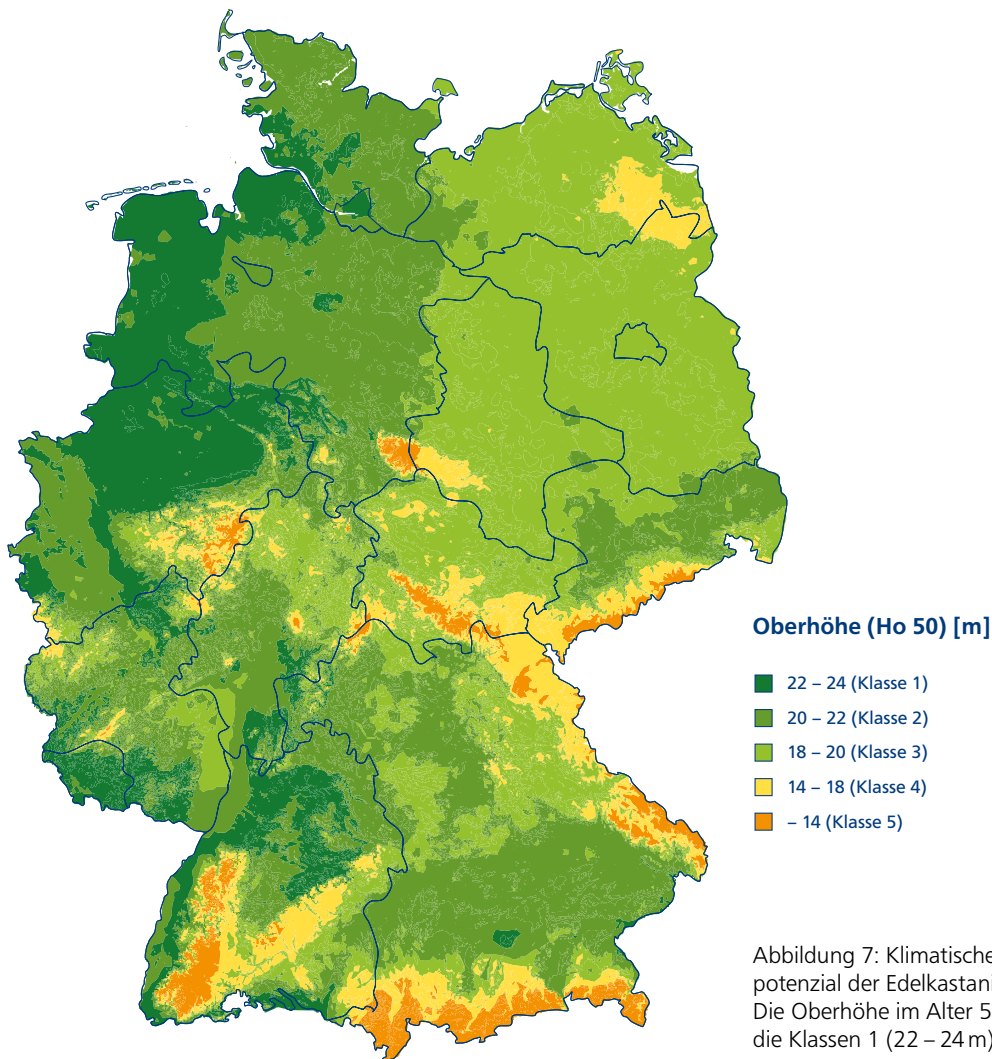 Oberhöhe (Ho 50) [m]
22 – 24 (Klasse 1)
20 – 22 (Klasse 2)
18 – 20 (Klasse 3)
14 – 18 (Klasse 4)
– 14 (Klasse 5)
Abbildung 7: Klimatische
potenzial der Edelkastani
Die Oberhöhe im Alter 5
die Klassen 1 (22 – 24 m)